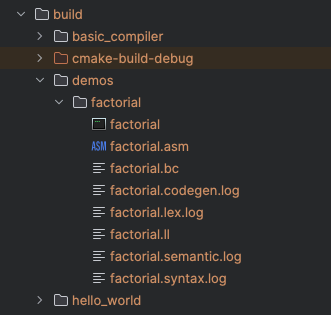 build
basic_compiler
cmake-build-debug
demos
factorial
factorial
ASM factorial.asm
factorial.bc
factorial.codegen.log
factorial.lex.log
factorial.ll
factorial.semantic.log
factorial.syntax.log
hello_world